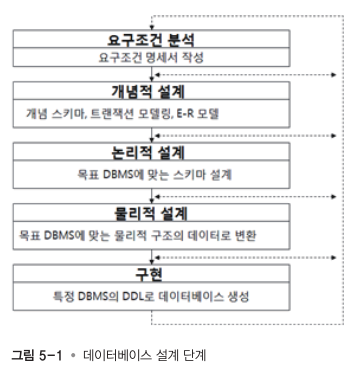 요구조건 분석
요구조건 명세서 작성
개념적 설계
개념 스키마, 트랜잭션 모델링, E-R 모델
논리적 설계
목표 DBMS에 맞는 스키마 설계
물리적 설계
목표 DBMS에 맞는 물리적 구조의 데이터로 변환
구현
특정 DBMS의 DDL로 데이터베이스 생성
그림 5-1 • 데이터베이스 설계 단계